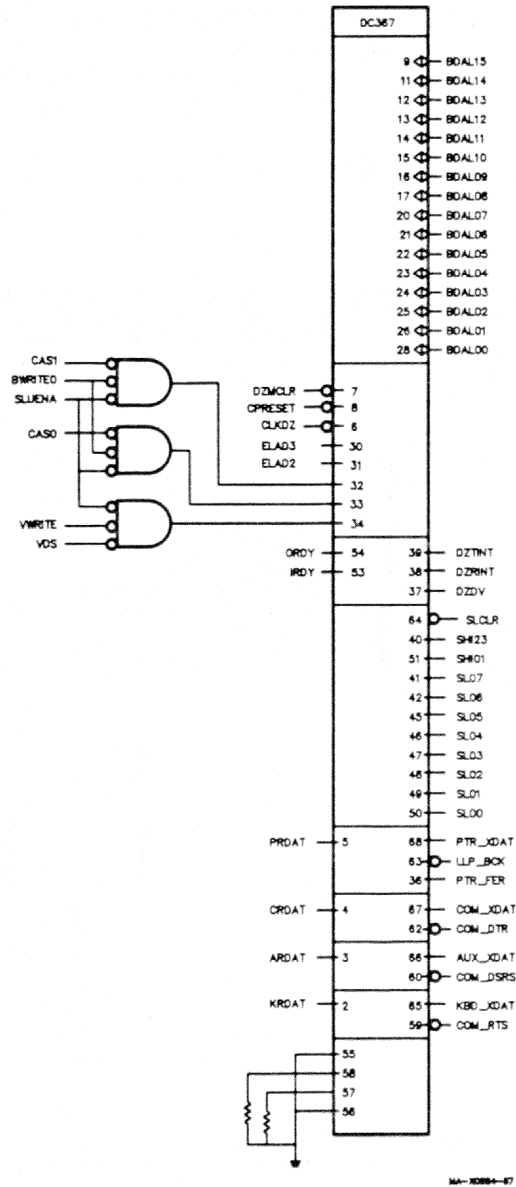 DC367
9 BDAL15
11 BDAL14
12 BDAL13
13 BDAL12
14 BDAL11
15 BDAL10
16 BDAL09
17 BDAL08
20 BDAL07
21 BDAL06
22 BDAL05
23 BDAL04
24 BDAL03
25 BDAL02
26 BDAL01
28 BDAL00
CAS1
BWRITE0
SLUENA
CAS0
VWRITE
VDS
DZMCLR 7
CPRESET 8
CLKDZ 6
ELAD3 30
ELAD2 31
32
33
34
ORDY 54 39 DZTINT
IRDY 53 38 DZRINT
37 DZDV
64 SLCLR
40 SHI23
51 SHI01
41 SL07
42 SL06
45 SL05
46 SL04
47 SL03
48 SL02
49 SL01
50 SL00
PRDAT 5 68 PTR_XDAT
63 LLP_BCK
36 PTR_FER
CRDAT 4 67 COM_XDAT
62 COM_DTR
ARDAT 3 66 AUX_XDAT
60 COM_DSRS
KRDAT 2 65 KBD_XDAT
59 COM_RTS
55
58
57
56